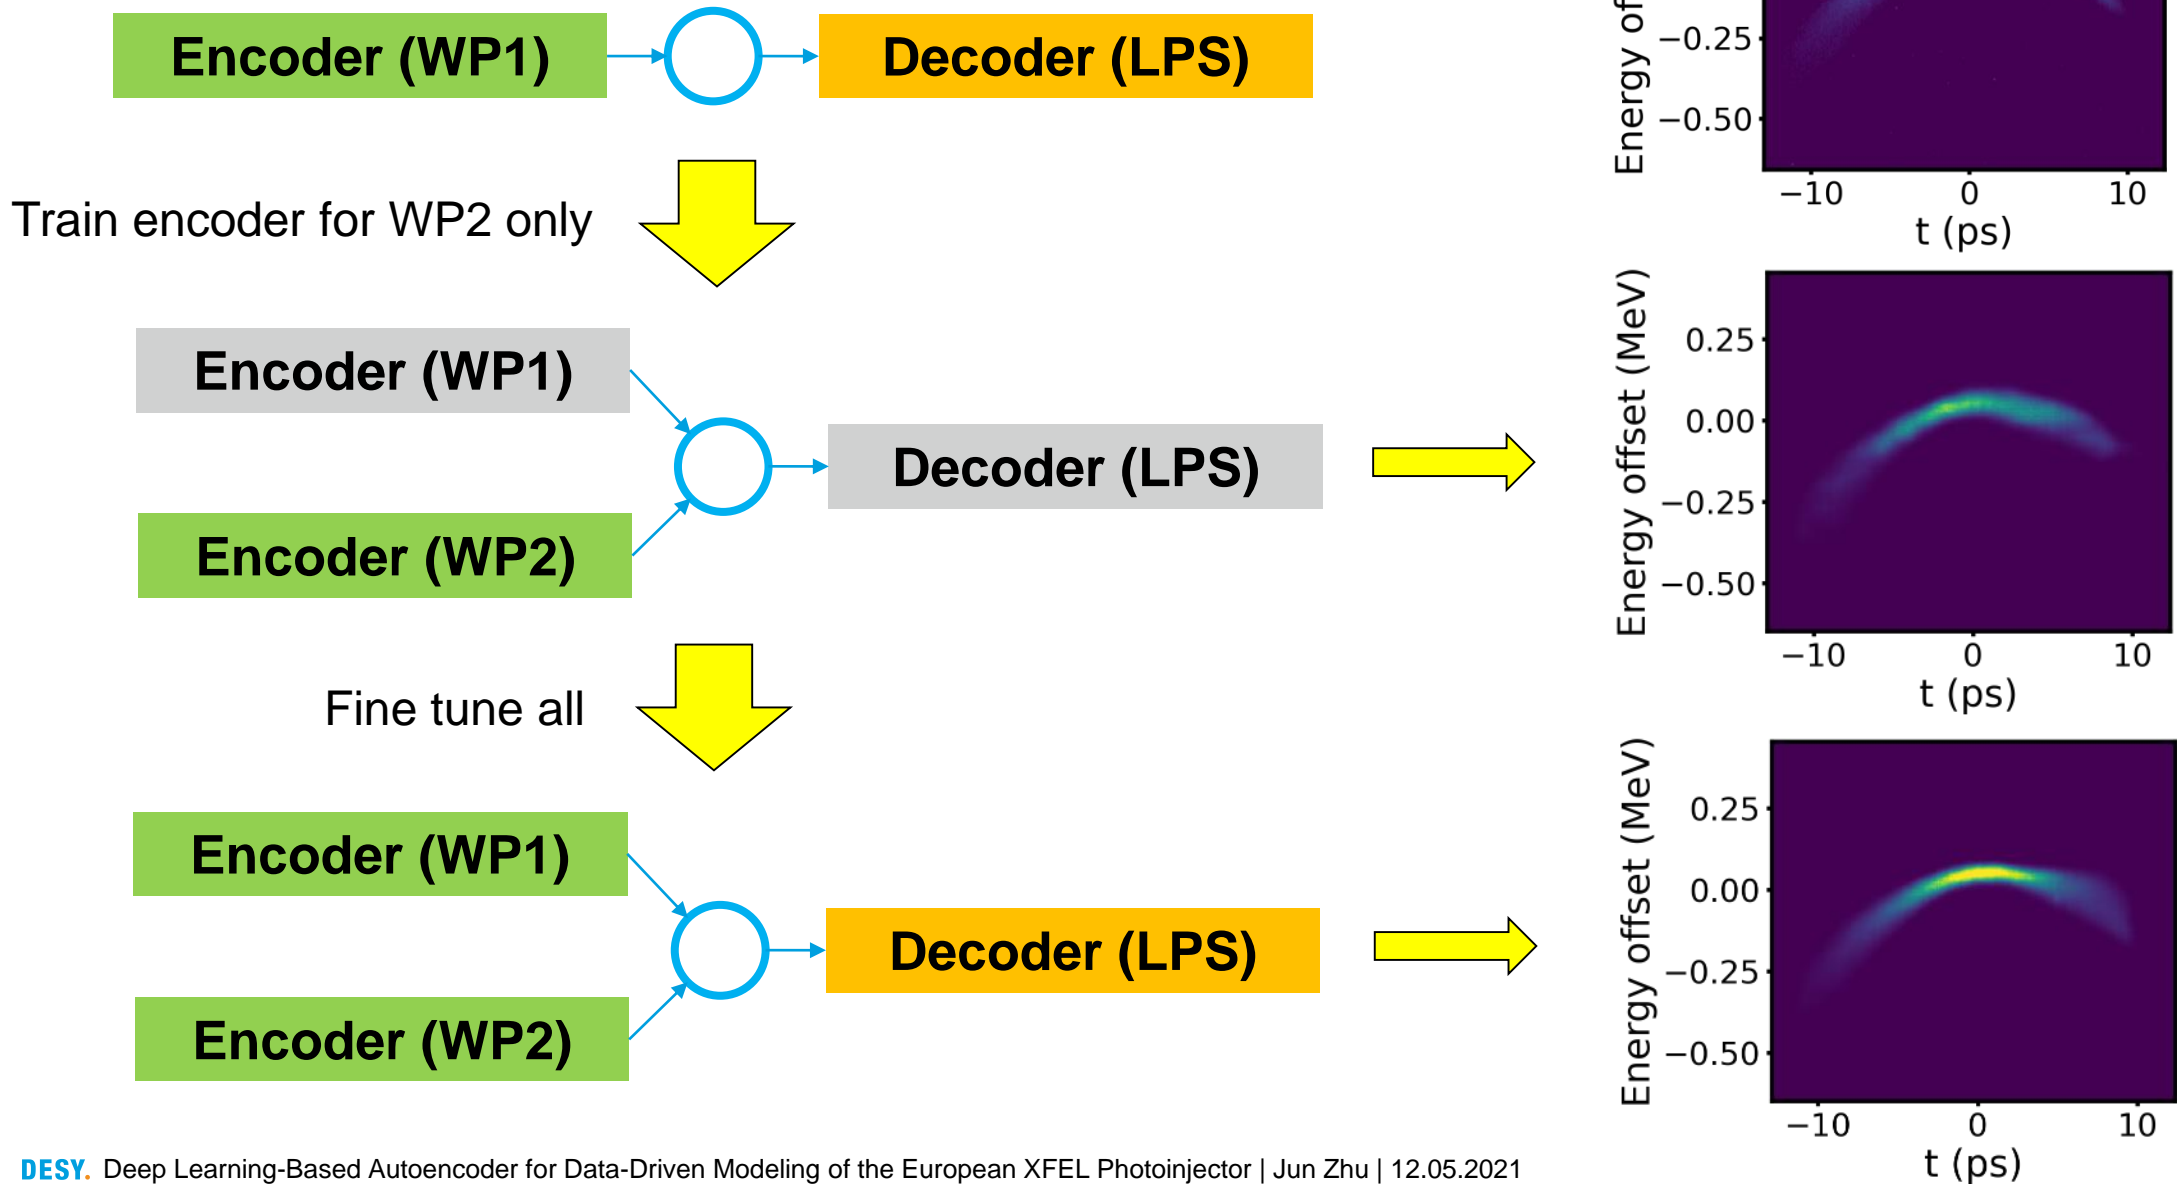 Encoder (WP1)
Decoder (LPS)
Energy of
−0.25
−0.50
−10 0 10
t (ps)
Train encoder for WP2 only
Encoder (WP1)
Decoder (LPS)
Encoder (WP2)
Energy offset (MeV)
0.25
0.00
−0.25
−0.50
−10 0 10
t (ps)
Fine tune all
Encoder (WP1)
Decoder (LPS)
Encoder (WP2)
Energy offset (MeV)
0.25
0.00
−0.25
−0.50
−10 0 10
t (ps)
DESY. Deep Learning-Based Autoencoder for Data-Driven Modeling of the European XFEL Photoinjector | Jun Zhu | 12.05.2021